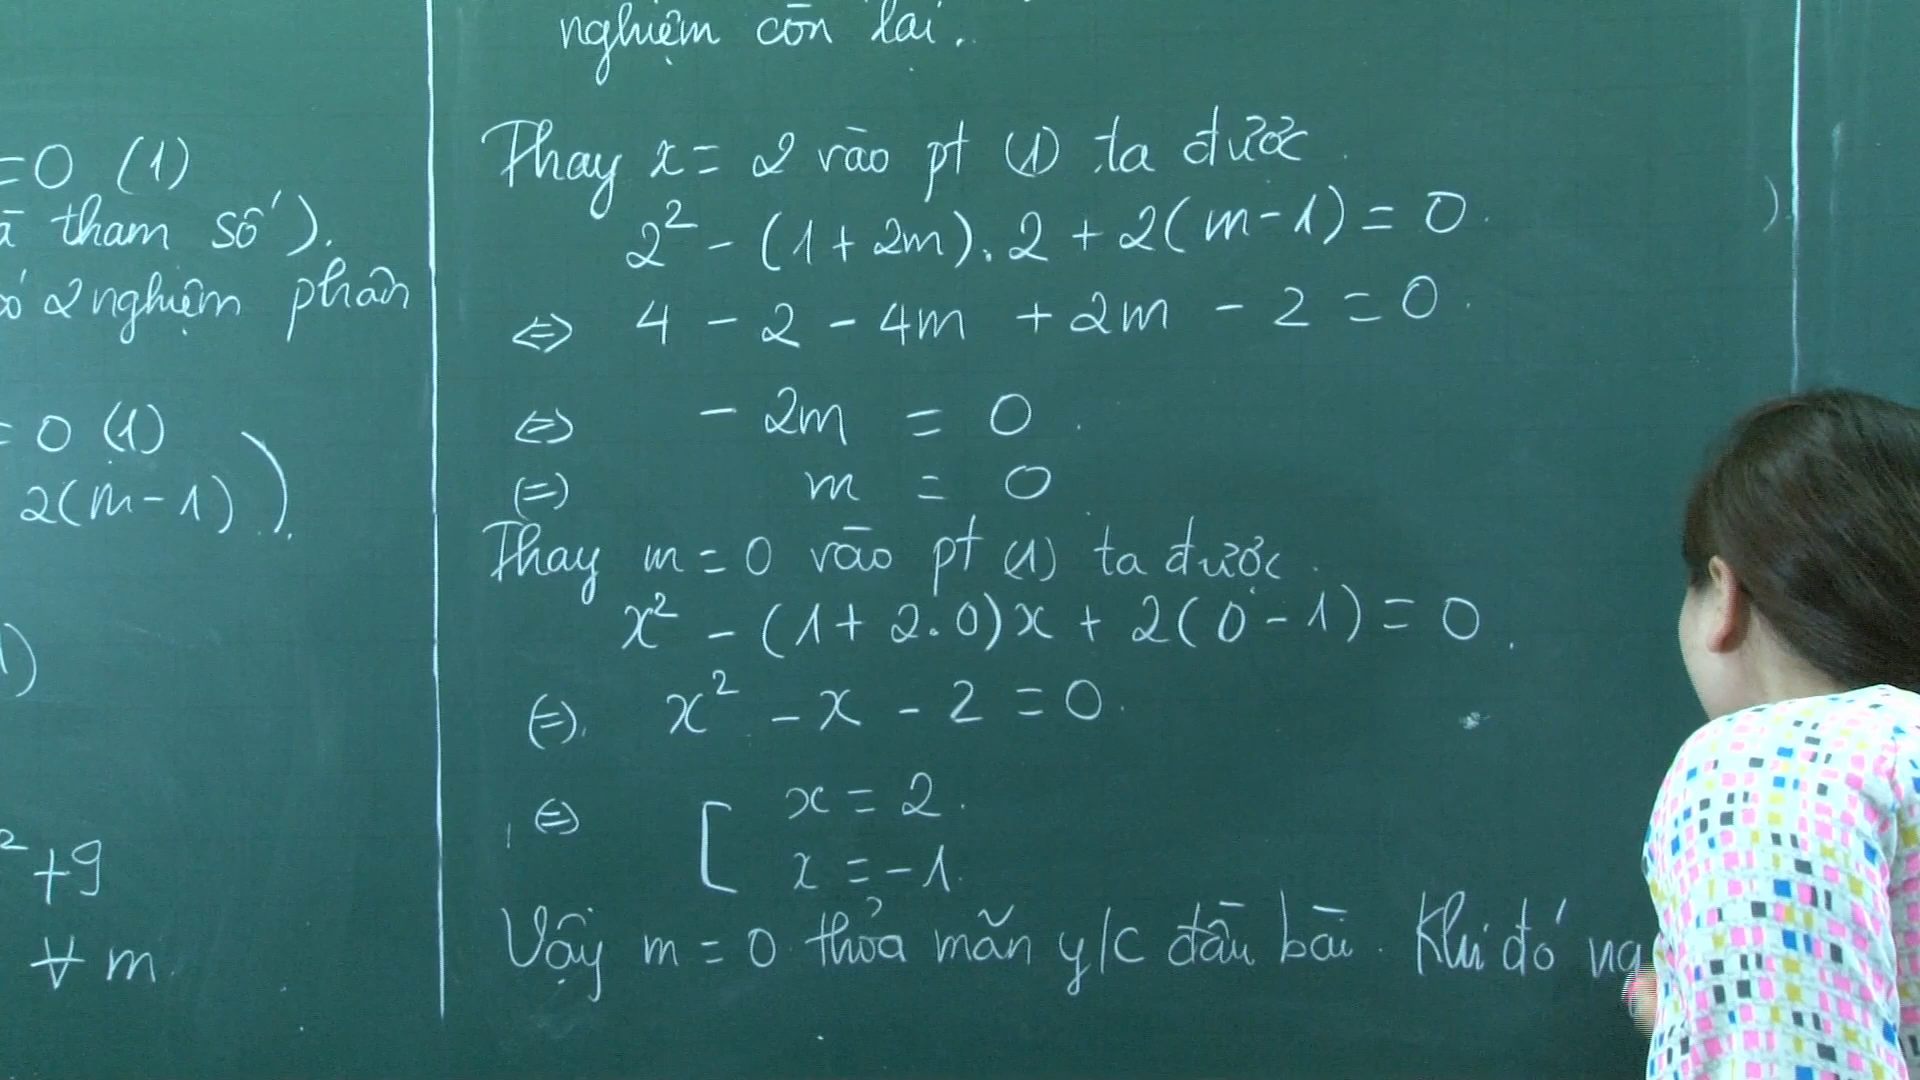 =0 (1)
tham số).
2 nghiệm phân
= 0 (1)
2(m-1)).
)
² +9
∀ m
nghiệm còn lại.
Thay x = 2 vào pt (1) ta được
2² - (1+2m).2 + 2(m-1) = 0
⇔ 4 - 2 - 4m + 2m - 2 = 0
⇔ - 2m = 0
(=) m = 0
Thay m = 0 vào pt (1) ta được
x² - (1+2.0)x + 2(0-1) = 0
(=) x² - x - 2 = 0
⇔ [ x = 2
x = -1
Vậy m = 0 thỏa mãn y/c đầu bài. Khi đó
)